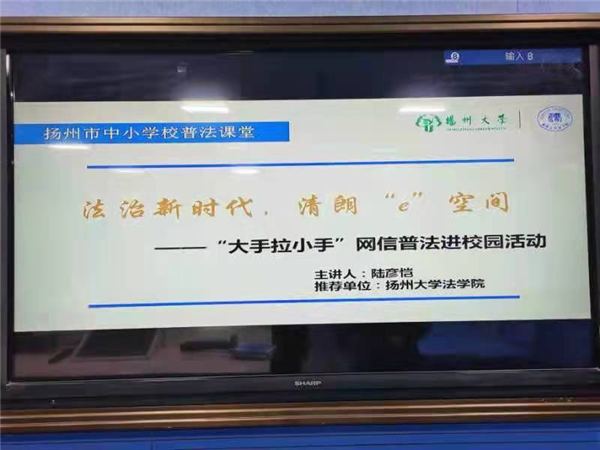 输入 8
扬州市中小学校普法课堂
扬州大学
法治新时代，清朗“e”空间
——“大手拉小手”网信普法进校园活动
主讲人：陆彦恺
推荐单位：扬州大学法学院
SHARP